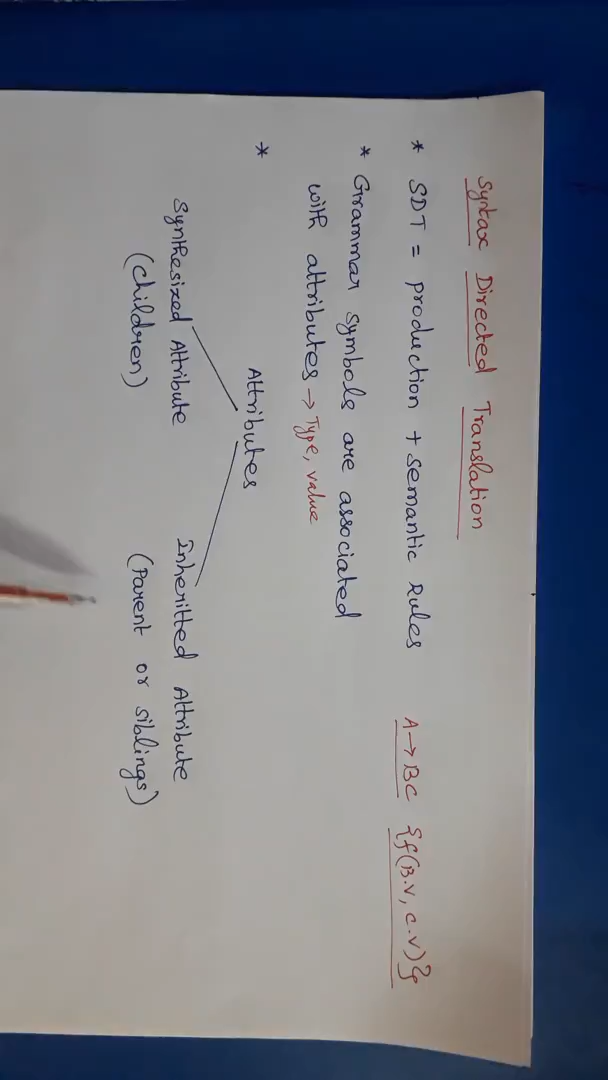 Syntax Directed Translation
* SDT = production + semantic Rules A→BC {f(B.V, C.V)}
* Grammar symbols are associated
with attributes → Type, value
* Attributes
Synthesized Attribute Inheritted Attribute
(children) (Parent or siblings)